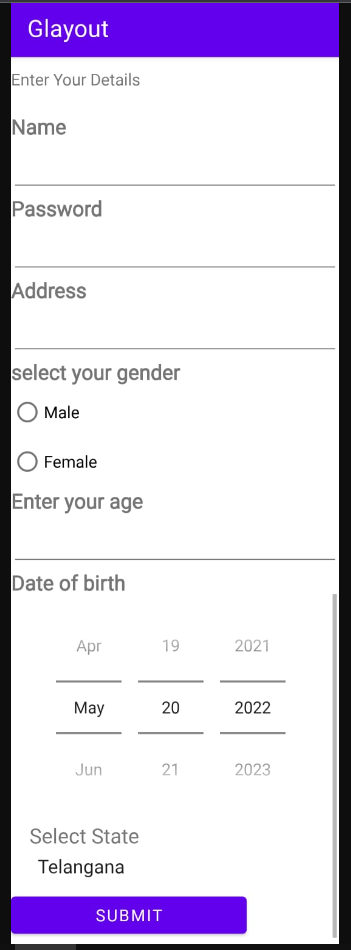 Glayout
Enter Your Details
Name
Password
Address
select your gender
Male
Female
Enter your age
Date of birth
Apr 19 2021
May 20 2022
Jun 21 2023
Select State
Telangana
SUBMIT